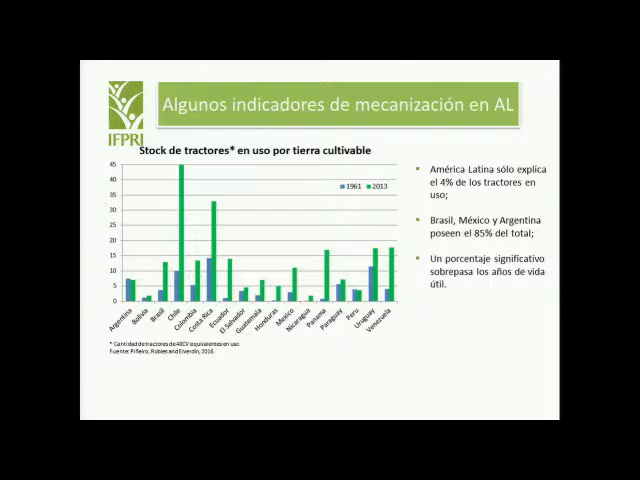 Algunos indicadores de mecanización en AL
IFPRI
Stock de tractores* en uso por tierra cultivable
45
40
35
30
25
20
15
10
5
0
1961
2013
Argentina
Bolivia
Brasil
Chile
Colombia
Costa Rica
Ecuador
El Salvador
Guatemala
Honduras
Mexico
Nicaragua
Panama
Paraguay
Peru
Uruguay
Venezuela
* Cantidad de tractores de 40CV equivalentes en uso
Fuente: Piñeiro, Robles and Elverdin, 2016.
América Latina sólo explica
el 4% de los tractores en
uso;
Brasil, México y Argentina
poseen el 85% del total;
Un porcentaje significativo
sobrepasa los años de vida
útil.